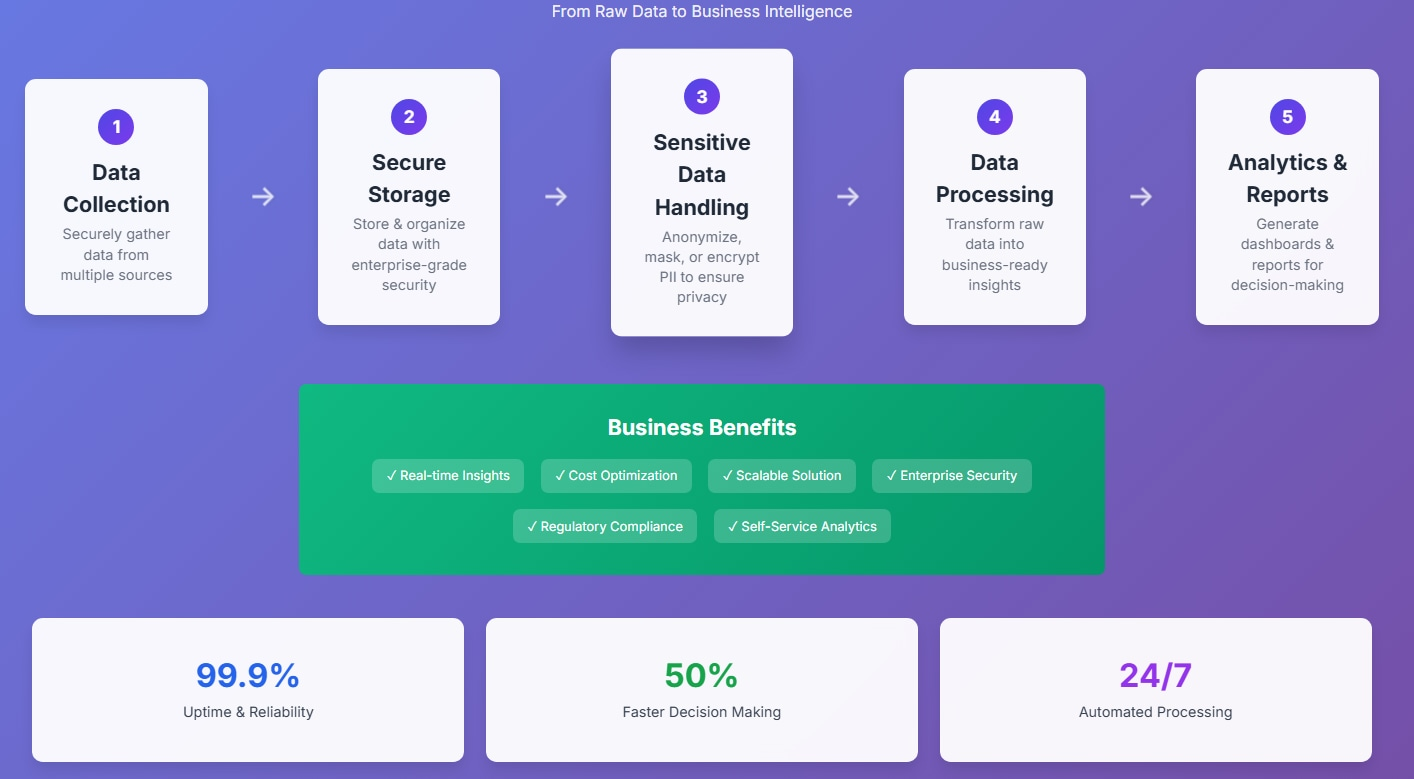 From Raw Data to Business Intelligence
1
Data
Collection
Securely gather
data from
multiple sources
→
2
Secure
Storage
Store & organize
data with
enterprise-grade
security
→
3
Sensitive
Data
Handling
Anonymize,
mask, or encrypt
PII to ensure
privacy
→
4
Data
Processing
Transform raw
data into
business-ready
insights
→
5
Analytics &
Reports
Generate
dashboards &
reports for
decision-making
Business Benefits
✓ Real-time Insights
✓ Cost Optimization
✓ Scalable Solution
✓ Enterprise Security
✓ Regulatory Compliance
✓ Self-Service Analytics
99.9%
Uptime & Reliability
50%
Faster Decision Making
24/7
Automated Processing